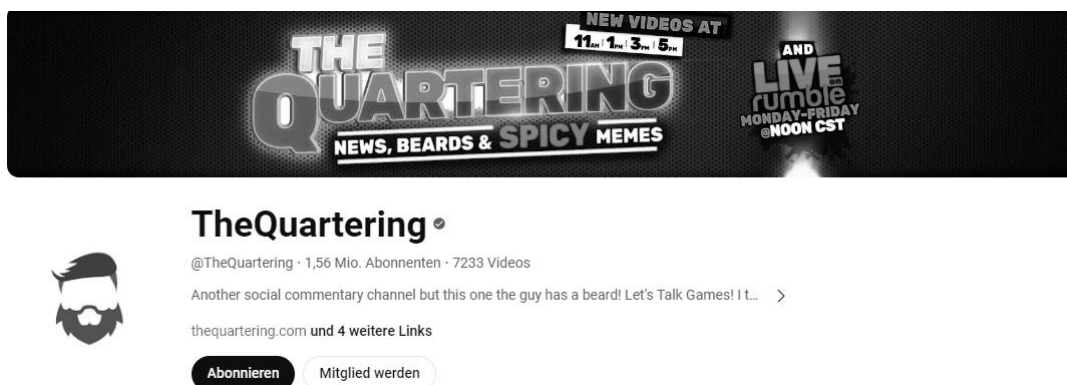 NEW VIDEOS AT
11AM | 1PM | 3PM | 5PM
THE
QUARTERING
NEWS, BEARDS & SPICY MEMES
AND
LIVE on
rumble
MONDAY-FRIDAY
@NOON CST
TheQuartering
@TheQuartering · 1,56 Mio. Abonnenten · 7233 Videos
Another social commentary channel but this one the guy has a beard! Let's Talk Games! I t...
thequartering.com und 4 weitere Links
Abonnieren Mitglied werden